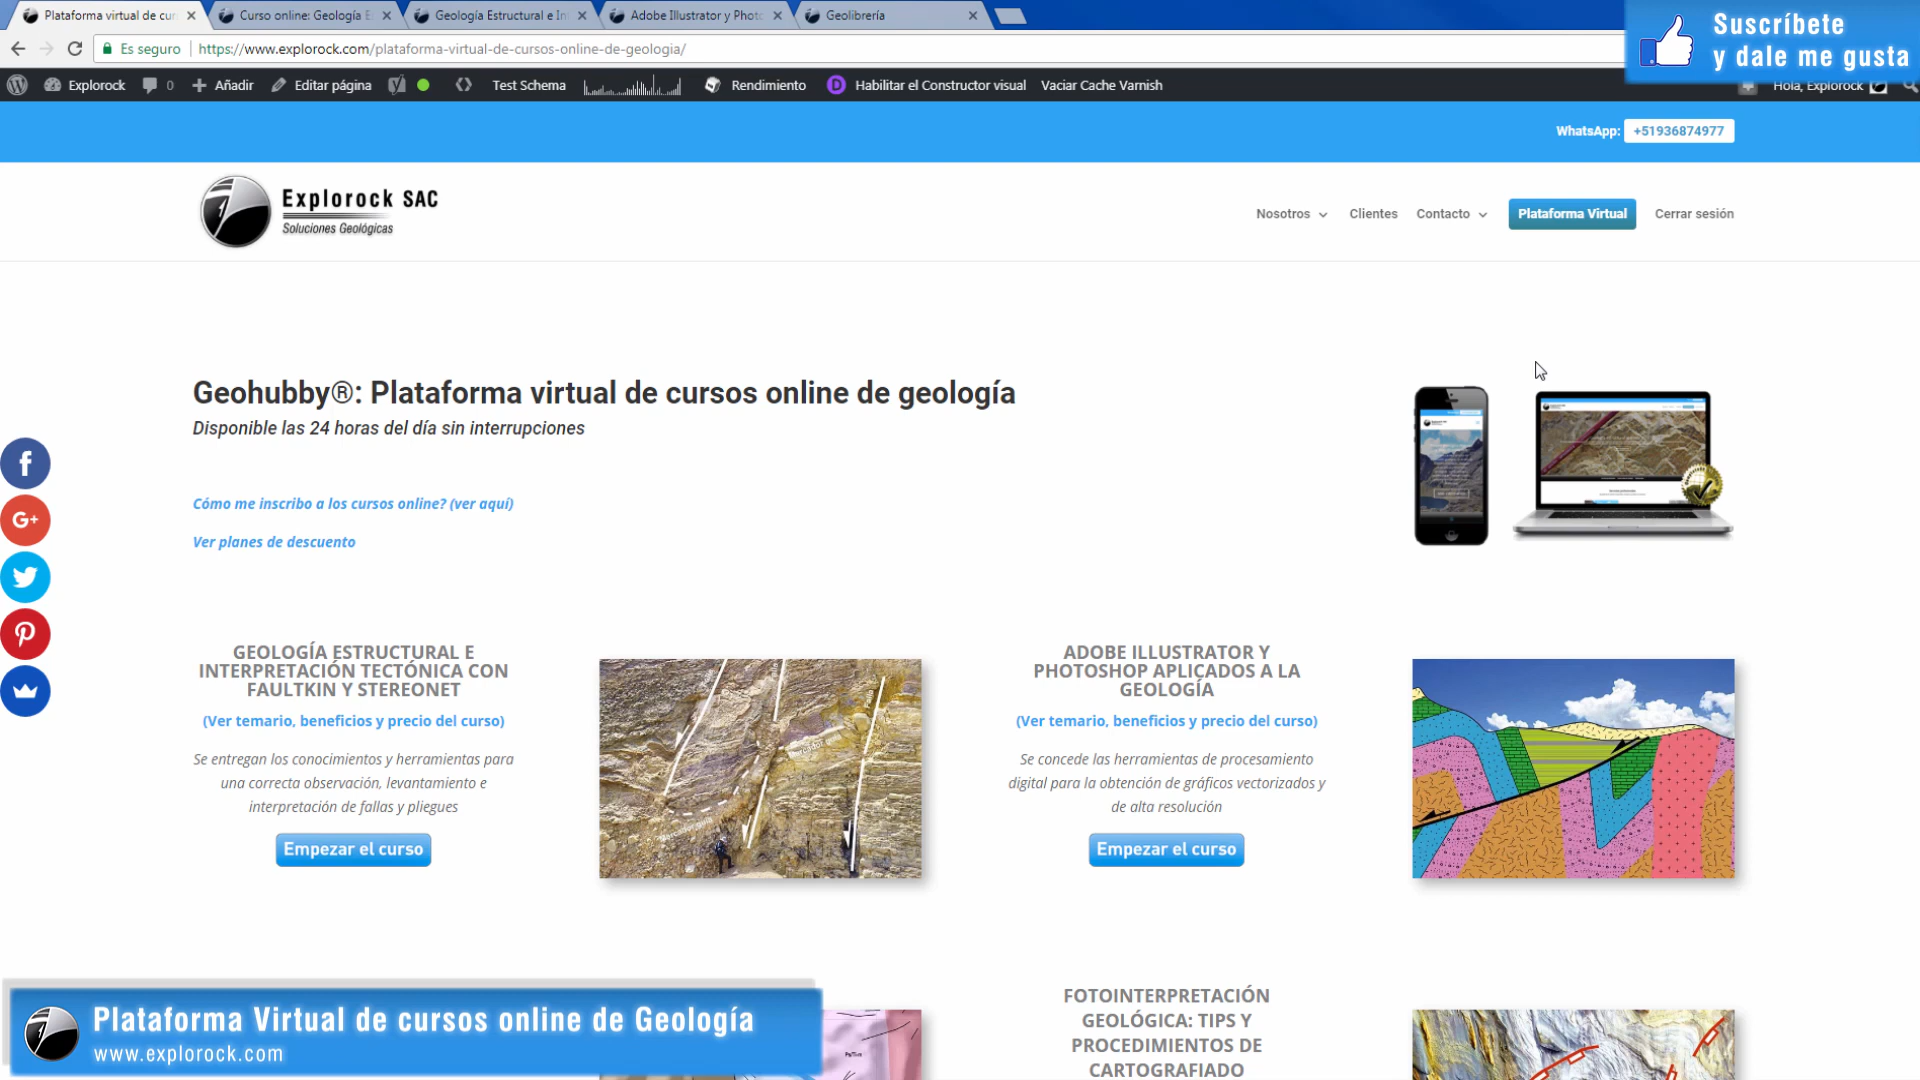 Plataforma virtual de cur
Curso online: Geología E
Geología Estructural e In
Adobe Illustrator y Photo
Geolibrería
Es seguro
https://www.explorock.com/plataforma-virtual-de-cursos-online-de-geologia/
Suscríbete
y dale me gusta
Explorock
0
Añadir
Editar página
Test Schema
Rendimiento
Habilitar el Constructor visual
Vaciar Cache Varnish
Hola, Explorock
WhatsApp: +51936874977
Explorock SAC
Soluciones Geológicas
Nosotros
Clientes
Contacto
Plataforma Virtual
Cerrar sesión
Geohubby®: Plataforma virtual de cursos online de geología
Disponible las 24 horas del día sin interrupciones
Cómo me inscribo a los cursos online? (ver aquí)
Ver planes de descuento
GEOLOGÍA ESTRUCTURAL E
INTERPRETACIÓN TECTÓNICA CON
FAULTKIN Y STEREONET
(Ver temario, beneficios y precio del curso)
Se entregan los conocimientos y herramientas para
una correcta observación, levantamiento e
interpretación de fallas y pliegues
Empezar el curso
ADOBE ILLUSTRATOR Y
PHOTOSHOP APLICADOS A LA
GEOLOGÍA
(Ver temario, beneficios y precio del curso)
Se concede las herramientas de procesamiento
digital para la obtención de gráficos vectorizados y
de alta resolución
Empezar el curso
FOTOINTERPRETACIÓN
GEOLÓGICA: TIPS Y
PROCEDIMIENTOS DE
CARTOGRAFIADO
Plataforma Virtual de cursos online de Geología
www.explorock.com